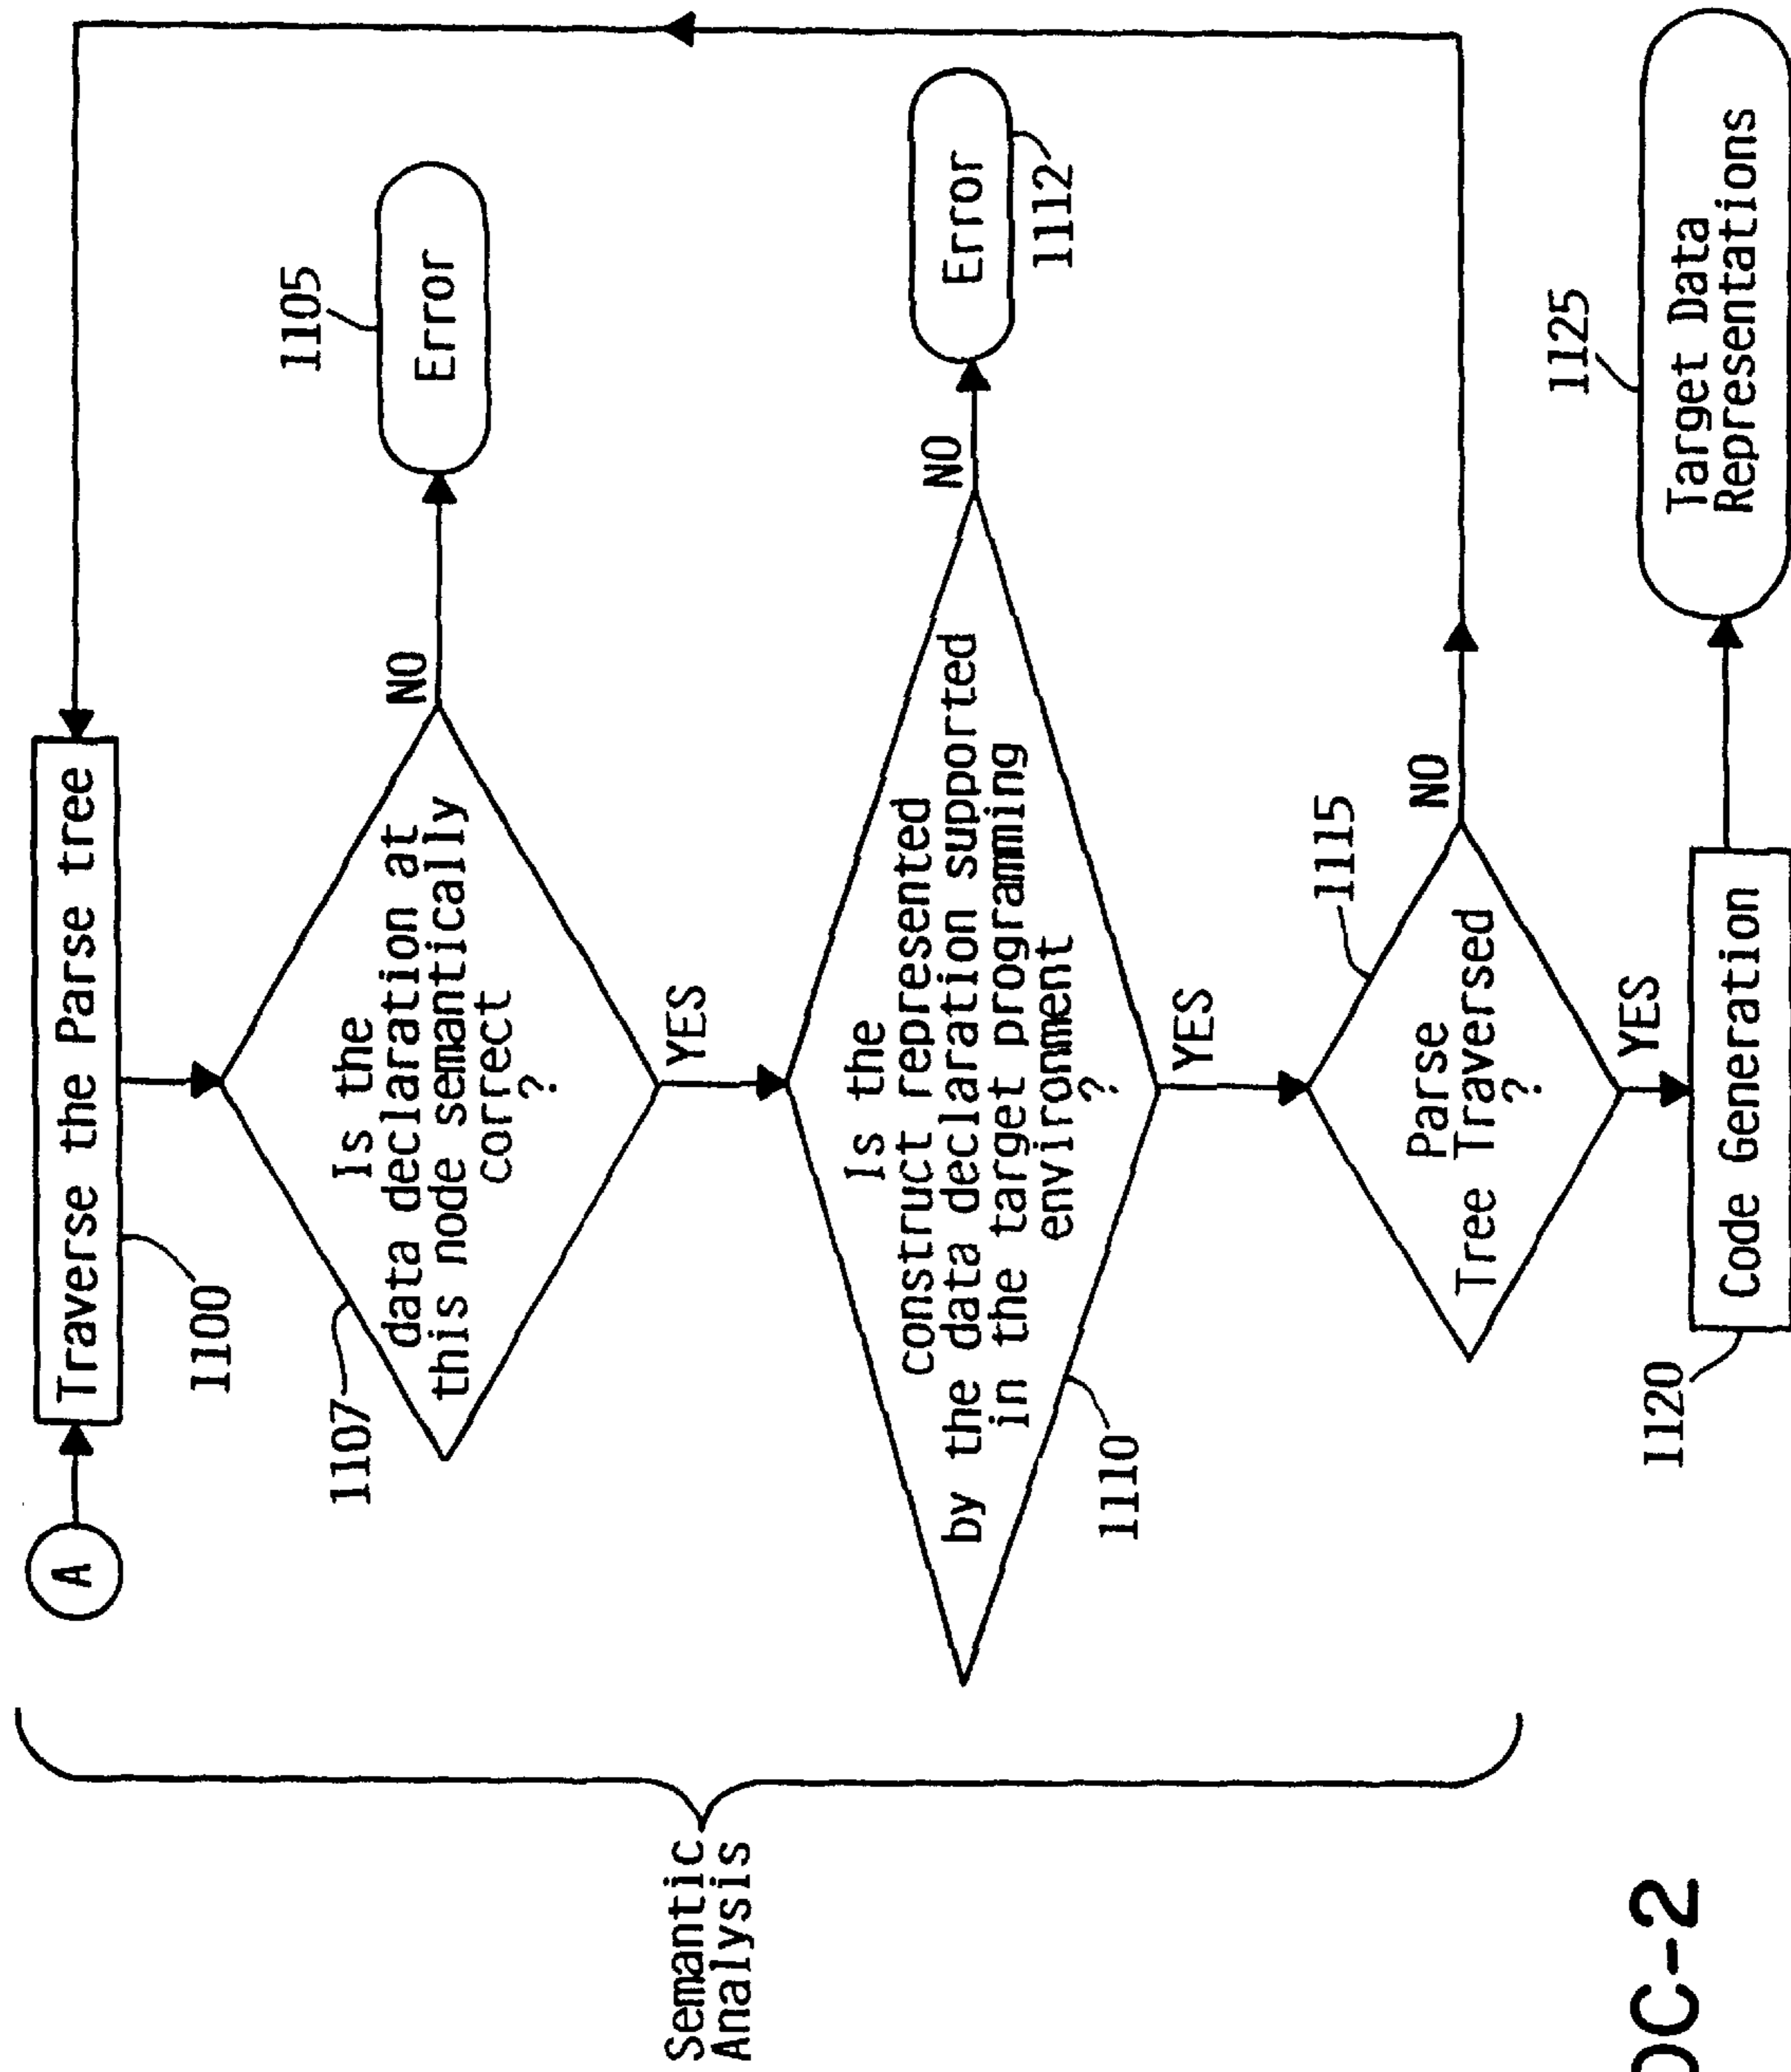 A
Traverse the Parse tree
1100
Is the
data declaration at
this node semantically
correct
?
1107
NO
Error
1105
YES
Is the
construct represented
by the data declaration supported
in the target programming
environment
?
1110
NO
Error
1112
YES
Parse
Tree Traversed
?
1115
NO
YES
Code Generation
1120
Target Data
Representations
1125
Semantic
Analysis